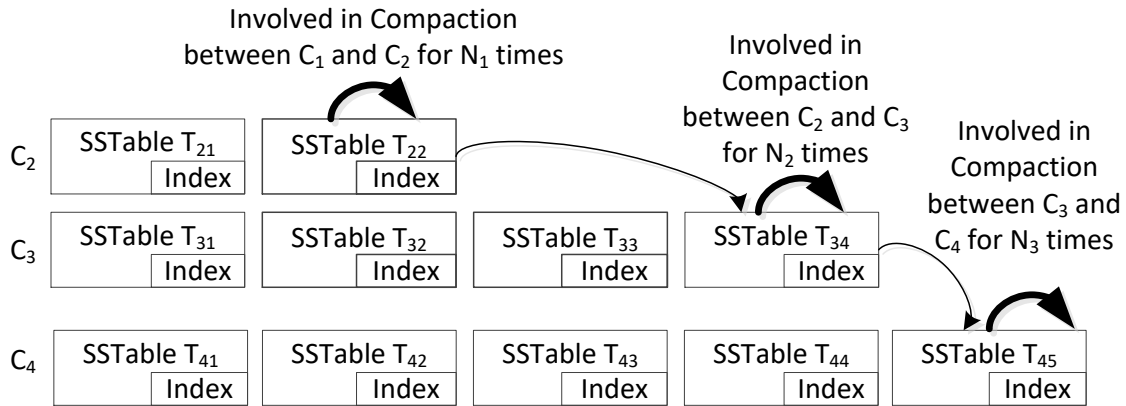 Involved in Compaction
between C₁ and C₂ for N₁ times
Involved in
Compaction
between C₂ and C₃
for N₂ times
Involved in
Compaction
between C₃ and
C₄ for N₃ times
C₂
SSTable T₂₁
Index
SSTable T₂₂
Index
C₃
SSTable T₃₁
Index
SSTable T₃₂
Index
SSTable T₃₃
Index
SSTable T₃₄
Index
C₄
SSTable T₄₁
Index
SSTable T₄₂
Index
SSTable T₄₃
Index
SSTable T₄₄
Index
SSTable T₄₅
Index